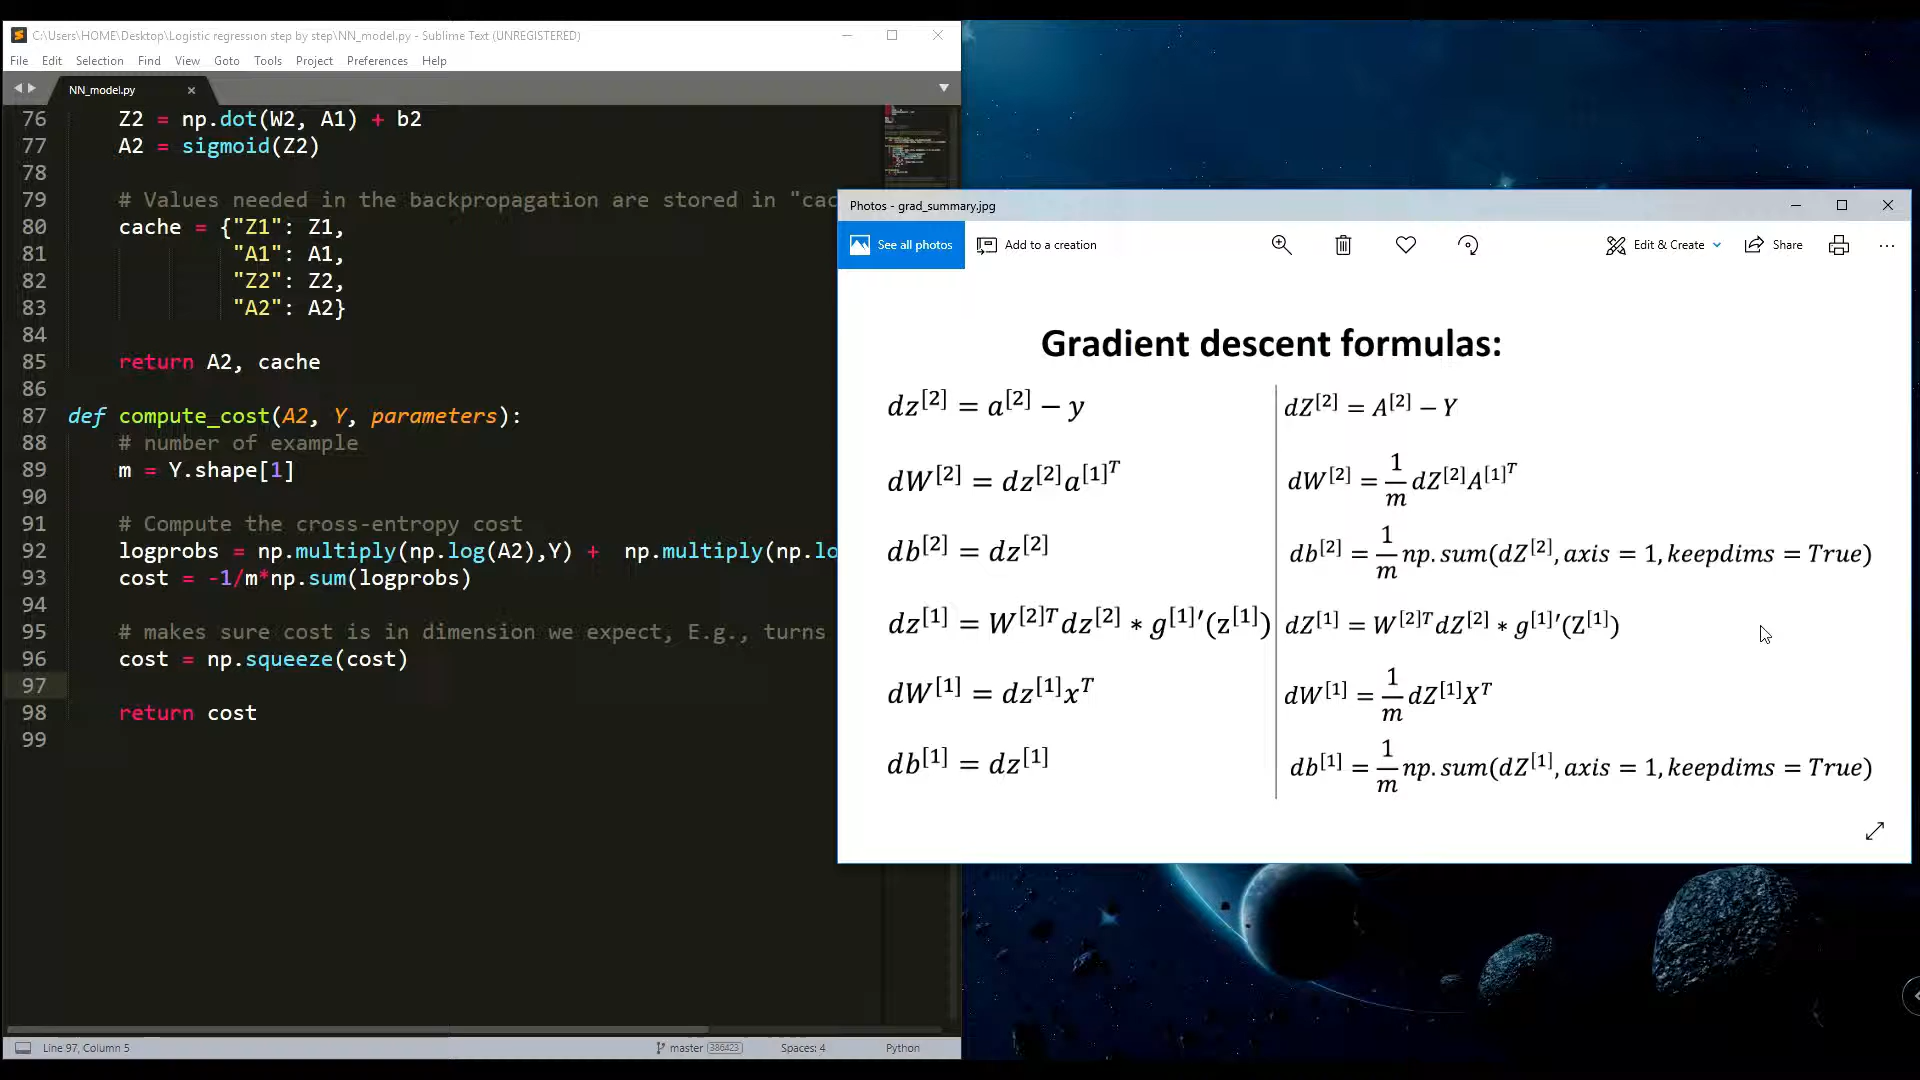 C:\Users\HOME\Desktop\Logistic regression step by step\NN_model.py - Sublime Text (UNREGISTERED)
File Edit Selection Find View Goto Tools Project Preferences Help
NN_model.py
76 Z2 = np.dot(W2, A1) + b2
77 A2 = sigmoid(Z2)
78
79 # Values needed in the backpropagation are stored in "cac
80 cache = {"Z1": Z1,
81 "A1": A1,
82 "Z2": Z2,
83 "A2": A2}
84
85 return A2, cache
86
87 def compute_cost(A2, Y, parameters):
88 # number of example
89 m = Y.shape[1]
90
91 # Compute the cross-entropy cost
92 logprobs = np.multiply(np.log(A2),Y) +  np.multiply(np.lo
93 cost = -1/m*np.sum(logprobs)
94
95 # makes sure cost is in dimension we expect, E.g., turns
96 cost = np.squeeze(cost)
97
98 return cost
99
Line 97, Column 5
master 386423
Spaces: 4
Python
Photos - grad_summary.jpg
See all photos
Add to a creation
Edit & Create
Share
Gradient descent formulas:
dz^[2] = a^[2] − y
dW^[2] = dz^[2]a^[1]^T
db^[2] = dz^[2]
dz^[1] = W^[2]T dz^[2] ∗ g^[1]′(z^[1])
dW^[1] = dz^[1]x^T
db^[1] = dz^[1]
dZ^[2] = A^[2] − Y
dW^[2] = 1/m dZ^[2]A^[1]^T
db^[2] = 1/m np.sum(dZ^[2], axis = 1, keepdims = True)
dZ^[1] = W^[2]T dZ^[2] ∗ g^[1]′(Z^[1])
dW^[1] = 1/m dZ^[1]X^T
db^[1] = 1/m np.sum(dZ^[1], axis = 1, keepdims = True)